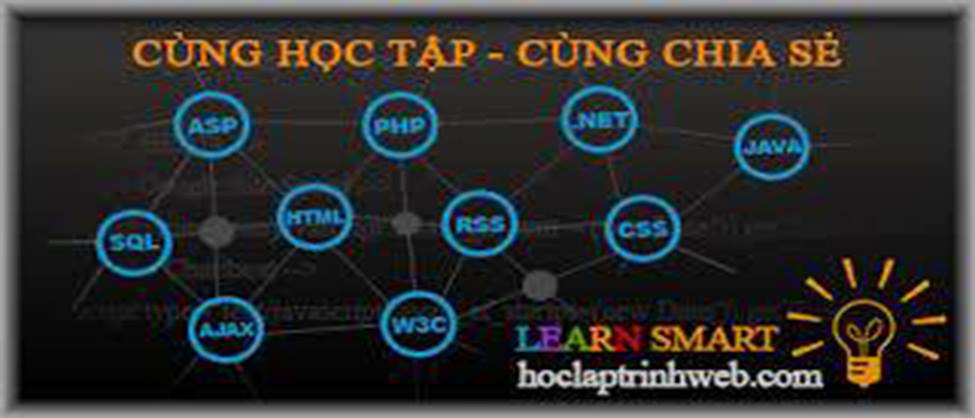 CÙNG HỌC TẬP - CÙNG CHIA SẺ
ASP
PHP
.NET
JAVA
SQL
HTML
RSS
CSS
AJAX
W3C
LEARN SMART
hoclaptrinhweb.com